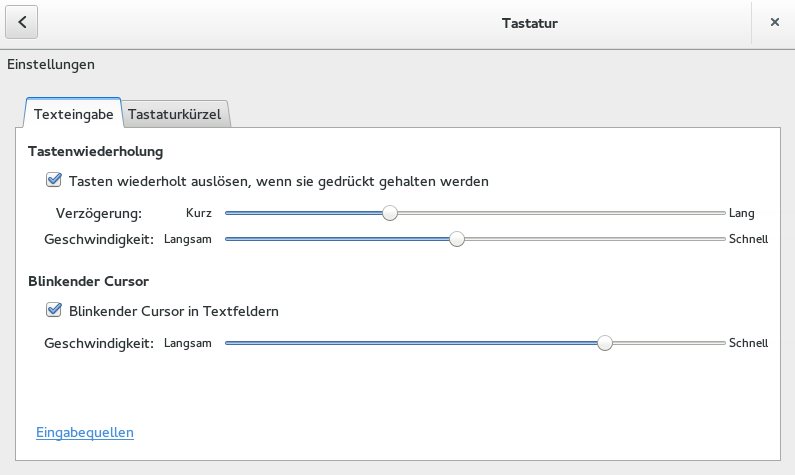 Tastatur
Einstellungen
Texteingabe Tastaturkürzel
Tastenwiederholung
Tasten wiederholt auslösen, wenn sie gedrückt gehalten werden
Verzögerung: Kurz Lang
Geschwindigkeit: Langsam Schnell
Blinkender Cursor
Blinkender Cursor in Textfeldern
Geschwindigkeit: Langsam Schnell
Eingabequellen